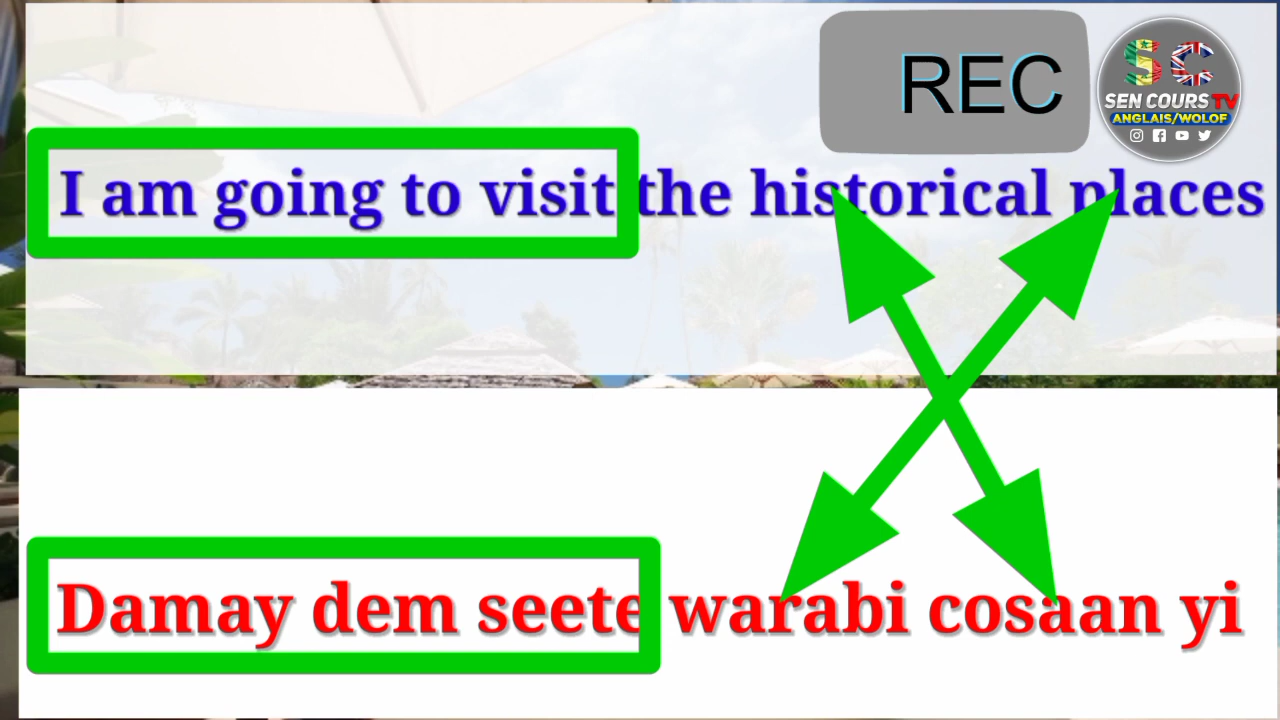 REC
SC
SEN COURS TV
ANGLAIS/WOLOF
I am going to visit the historical places
Damay dem seete warabi cosaan yi